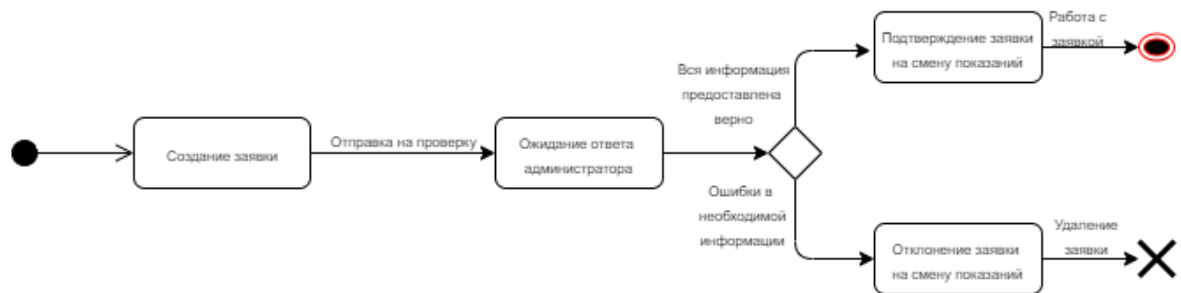 Создание заявки
Отправка на проверку
Ожидание ответа
администратора
Вся информация
предоставлена
верно
Подтверждение заявки
на смену показаний
Работа с
заявкой
Ошибки в
необходимой
информации
Отклонение заявки
на смену показаний
Удаление
заявки